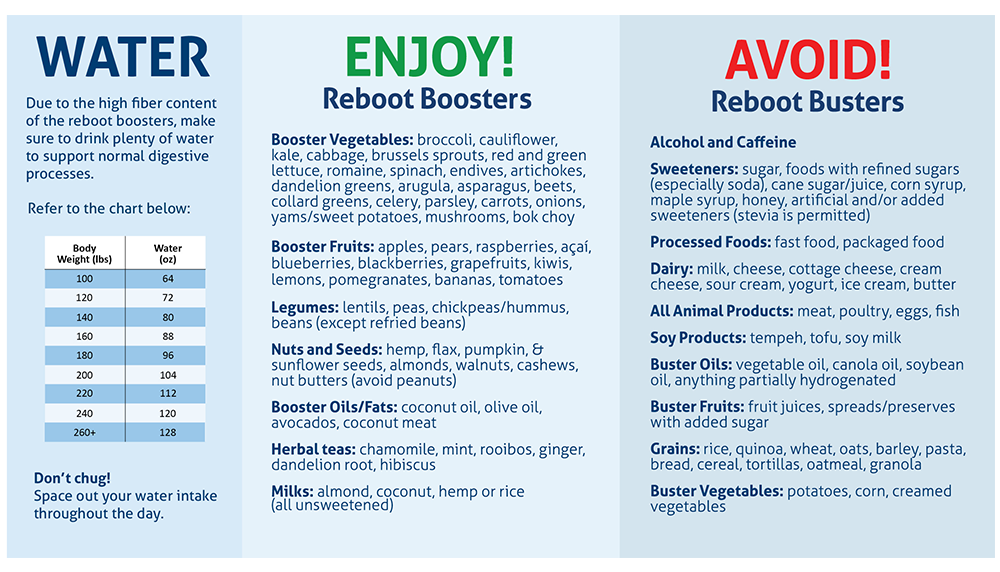 WATER
Due to the high fiber content
of the reboot boosters, make
sure to drink plenty of water
to support normal digestive
processes.
Refer to the chart below:
Body Weight (lbs) Water (oz)
100 64
120 72
140 80
160 88
180 96
200 104
220 112
240 120
260+ 128
Don't chug!
Space out your water intake
throughout the day.
ENJOY!
Reboot Boosters
Booster Vegetables: broccoli, cauliflower,
kale, cabbage, brussels sprouts, red and green
lettuce, romaine, spinach, endives, artichokes,
dandelion greens, arugula, asparagus, beets,
collard greens, celery, parsley, carrots, onions,
yams/sweet potatoes, mushrooms, bok choy
Booster Fruits: apples, pears, raspberries, açaí,
blueberries, blackberries, grapefruits, kiwis,
lemons, pomegranates, bananas, tomatoes
Legumes: lentils, peas, chickpeas/hummus,
beans (except refried beans)
Nuts and Seeds: hemp, flax, pumpkin, &
sunflower seeds, almonds, walnuts, cashews,
nut butters (avoid peanuts)
Booster Oils/Fats: coconut oil, olive oil,
avocados, coconut meat
Herbal teas: chamomile, mint, rooibos, ginger,
dandelion root, hibiscus
Milks: almond, coconut, hemp or rice
(all unsweetened)
AVOID!
Reboot Busters
Alcohol and Caffeine
Sweeteners: sugar, foods with refined sugars
(especially soda), cane sugar/juice, corn syrup,
maple syrup, honey, artificial and/or added
sweeteners (stevia is permitted)
Processed Foods: fast food, packaged food
Dairy: milk, cheese, cottage cheese, cream
cheese, sour cream, yogurt, ice cream, butter
All Animal Products: meat, poultry, eggs, fish
Soy Products: tempeh, tofu, soy milk
Buster Oils: vegetable oil, canola oil, soybean
oil, anything partially hydrogenated
Buster Fruits: fruit juices, spreads/preserves
with added sugar
Grains: rice, quinoa, wheat, oats, barley, pasta,
bread, cereal, tortillas, oatmeal, granola
Buster Vegetables: potatoes, corn, creamed
vegetables